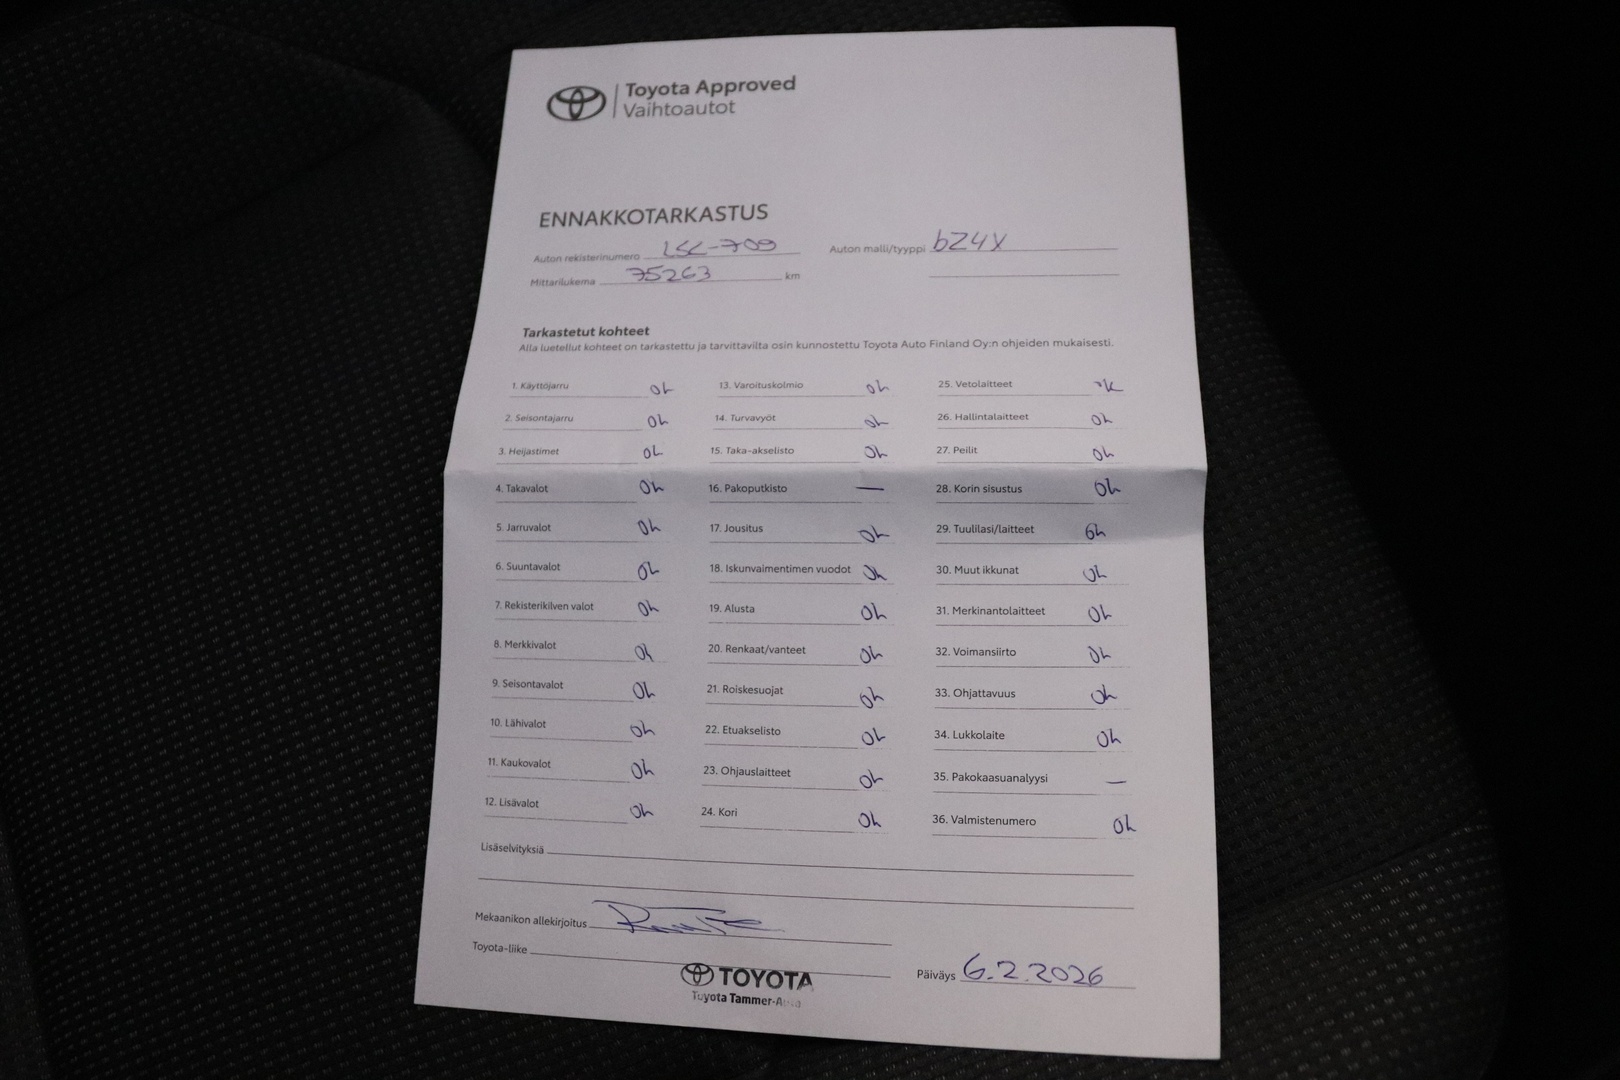 Toyota Approved
Vaihtoautot
ENNAKKOTARKASTUS
Auton rekisterinumero LSC-709 Auton malli/tyyppi bZ4X
Mittarilukema 75263 km
Tarkastetut kohteet
Alla luetellut kohteet on tarkastettu ja tarvittavilta osin kunnostettu Toyota Auto Finland Oy:n ohjeiden mukaisesti.
1. Käyttöjarru ok 13. Varoituskolmio ok 25. Vetolaitteet ok
2. Seisontajarru ok 14. Turvavyöt ok 26. Hallintalaitteet ok
3. Heijastimet ok 15. Taka-akselisto ok 27. Peilit ok
4. Takavalot ok 16. Pakoputkisto — 28. Korin sisustus ok
5. Jarruvalot ok 17. Jousitus ok 29. Tuulilasi/laitteet ok
6. Suuntavalot ok 18. Iskunvaimentimen vuodot ok 30. Muut ikkunat ok
7. Rekisterikilven valot ok 19. Alusta ok 31. Merkinantolaitteet ok
8. Merkkivalot ok 20. Renkaat/vanteet ok 32. Voimansiirto ok
9. Seisontavalot ok 21. Roiskesuojat ok 33. Ohjattavuus ok
10. Lähivalot ok 22. Etuakselisto ok 34. Lukkolaite ok
11. Kaukovalot ok 23. Ohjauslaitteet ok 35. Pakokaasuanalyysi —
12. Lisävalot ok 24. Kori ok 36. Valmistenumero ok
Lisäselvityksiä
Mekaanikon allekirjoitus
Toyota-liike Päiväys 6.2.2026
TOYOTA
Toyota Tammer-Auto